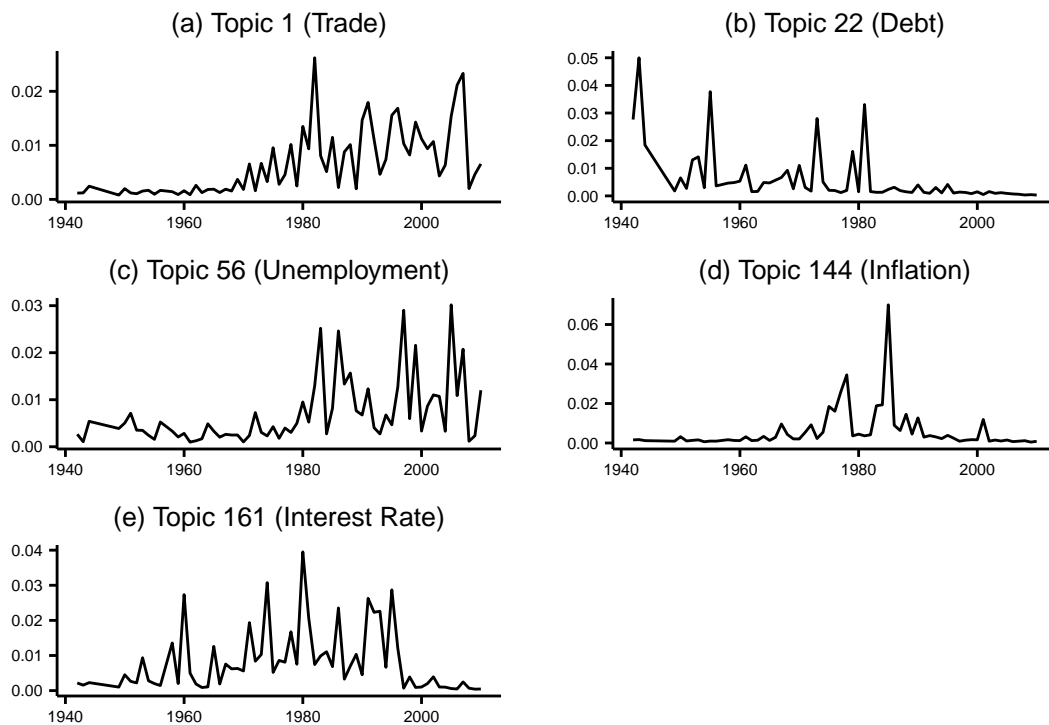 (a) Topic 1 (Trade)
0.02
0.01
0.00
1940 1960 1980 2000
(b) Topic 22 (Debt)
0.05
0.04
0.03
0.02
0.01
0.00
1940 1960 1980 2000
(c) Topic 56 (Unemployment)
0.03
0.02
0.01
0.00
1940 1960 1980 2000
(d) Topic 144 (Inflation)
0.06
0.04
0.02
0.00
1940 1960 1980 2000
(e) Topic 161 (Interest Rate)
0.04
0.03
0.02
0.01
0.00
1940 1960 1980 2000